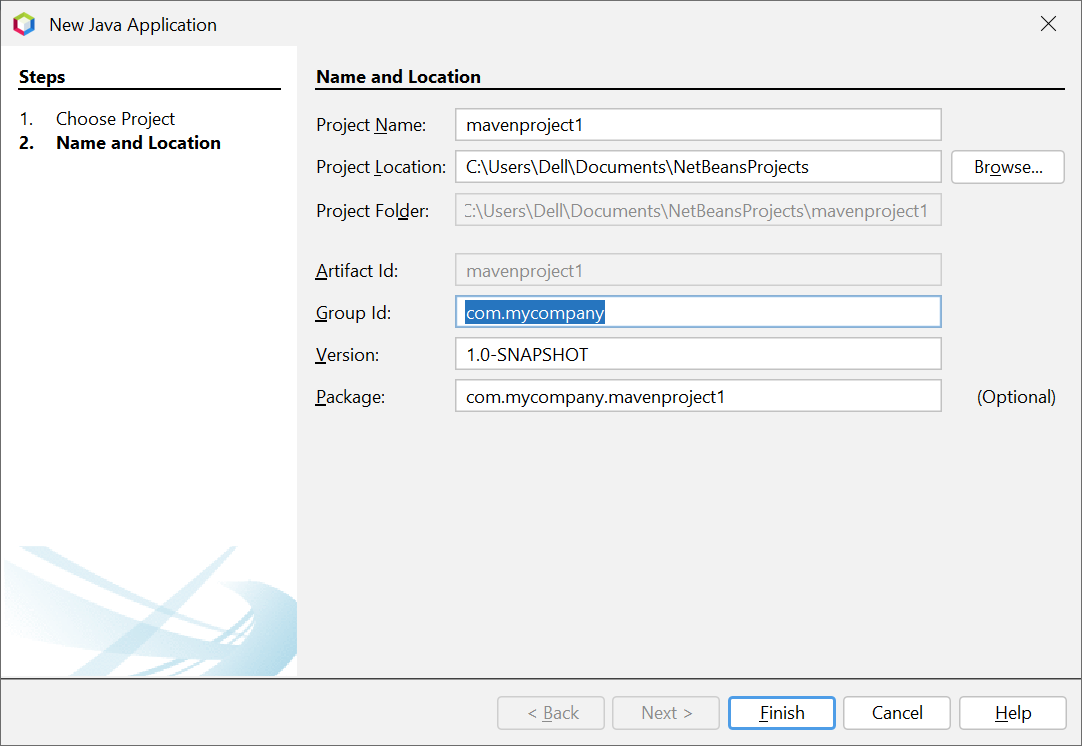 New Java Application
Steps
1. Choose Project
2. Name and Location
Name and Location
Project Name: mavenproject1
Project Location: C:\Users\Dell\Documents\NetBeansProjects Browse...
Project Folder: C:\Users\Dell\Documents\NetBeansProjects\mavenproject1
Artifact Id: mavenproject1
Group Id: com.mycompany
Version: 1.0-SNAPSHOT
Package: com.mycompany.mavenproject1 (Optional)
< Back Next > Finish Cancel Help